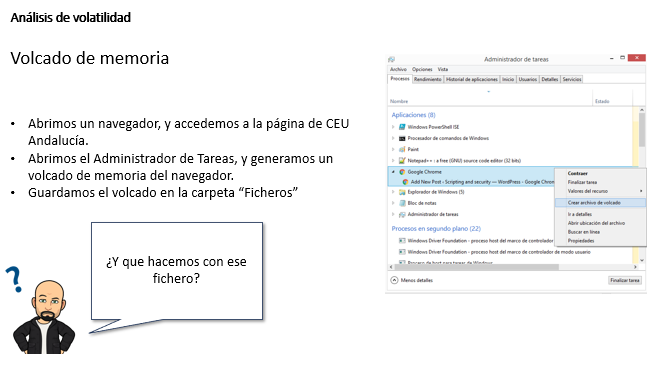 Análisis de volatilidad
Volcado de memoria
• Abrimos un navegador, y accedemos a la página de CEU
Andalucía.
• Abrimos el Administrador de Tareas, y generamos un
volcado de memoria del navegador.
• Guardamos el volcado en la carpeta “Ficheros”
¿Y que hacemos con ese
fichero?
?
Administrador de tareas
Archivo Opciones Vista
Procesos Rendimiento Historial de aplicaciones Inicio Usuarios Detalles Servicios
Nombre Estado
Aplicaciones (8)
Windows PowerShell ISE
Procesador de comandos de Windows
Paint
Notepad++ : a free (GNU) source code editor (32 bits)
Google Chrome
Add New Post ‹ Scripting and security — WordPress - Google Chrom
Explorador de Windows (5)
Bloc de notas
Administrador de tareas
Procesos en segundo plano (22)
Windows Driver Foundation - proceso host del marco de controlador
Windows Driver Foundation - proceso host del marco de controlador de modo usuario
Proceso de host para tareas de Windows
Contraer
Finalizar tarea
Valores del recurso
Crear archivo de volcado
Ir a detalles
Abrir ubicación del archivo
Buscar en línea
Propiedades
Menos detalles
Finalizar tarea